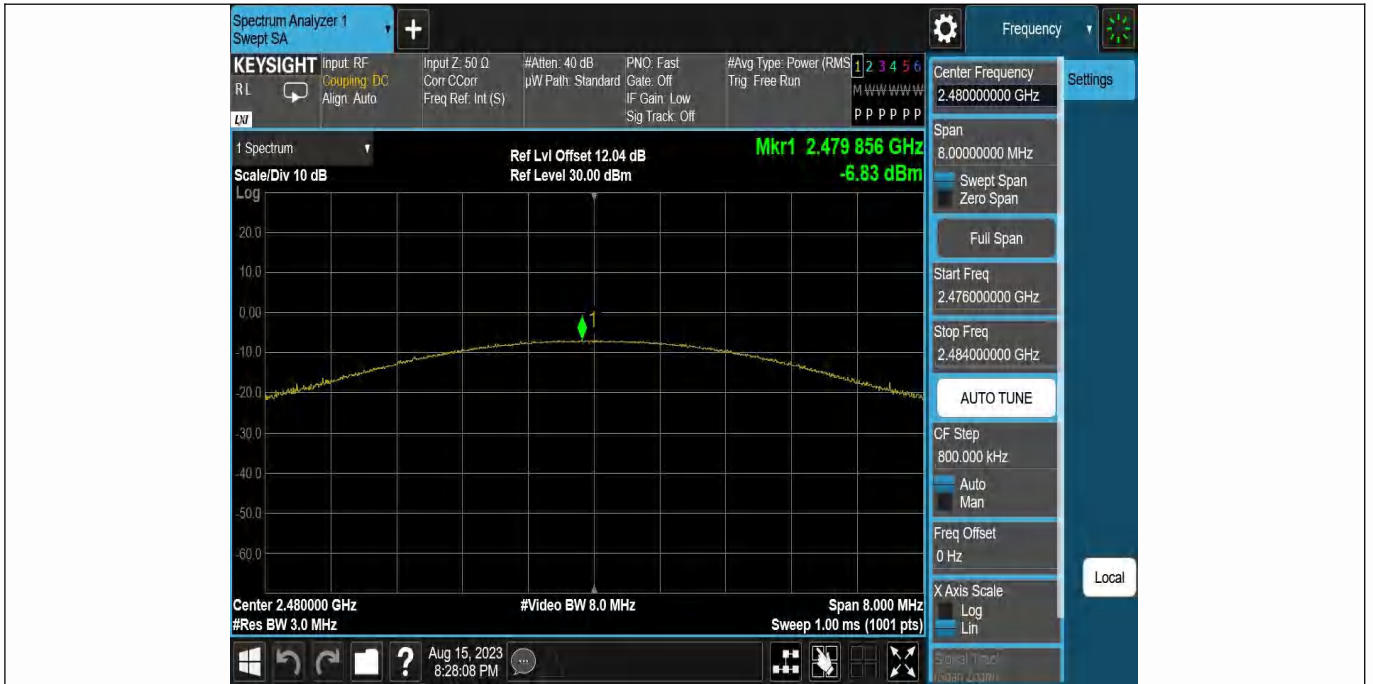 Spectrum Analyzer 1
Swept SA
+
Frequency
KEYSIGHT
RL
LXI
Input: RF
Coupling: DC
Align: Auto
Input Z: 50 Ω
Corr CCorr
Freq Ref: Int (S)
#Atten: 40 dB
µW Path: Standard
PNO: Fast
Gate: Off
IF Gain: Low
Sig Track: Off
#Avg Type: Power (RMS
Trig: Free Run
1 2 3 4 5 6
M W W W W W
P P P P P P
Center Frequency
2.480000000 GHz
Settings
Span
8.00000000 MHz
Swept Span
Zero Span
Full Span
Start Freq
2.476000000 GHz
Stop Freq
2.484000000 GHz
AUTO TUNE
CF Step
800.000 kHz
Auto
Man
Freq Offset
0 Hz
X Axis Scale
Log
Lin
Signal Track
(Span Zoom)
Local
1 Spectrum
Scale/Div 10 dB
Ref Lvl Offset 12.04 dB
Ref Level 30.00 dBm
Mkr1 2.479 856 GHz
-6.83 dBm
Log
20.0
10.0
0.00
-10.0
-20.0
-30.0
-40.0
-50.0
-60.0
1
Center 2.480000 GHz
#Res BW 3.0 MHz
#Video BW 8.0 MHz
Span 8.000 MHz
Sweep 1.00 ms (1001 pts)
?
Aug 15, 2023
8:28:08 PM